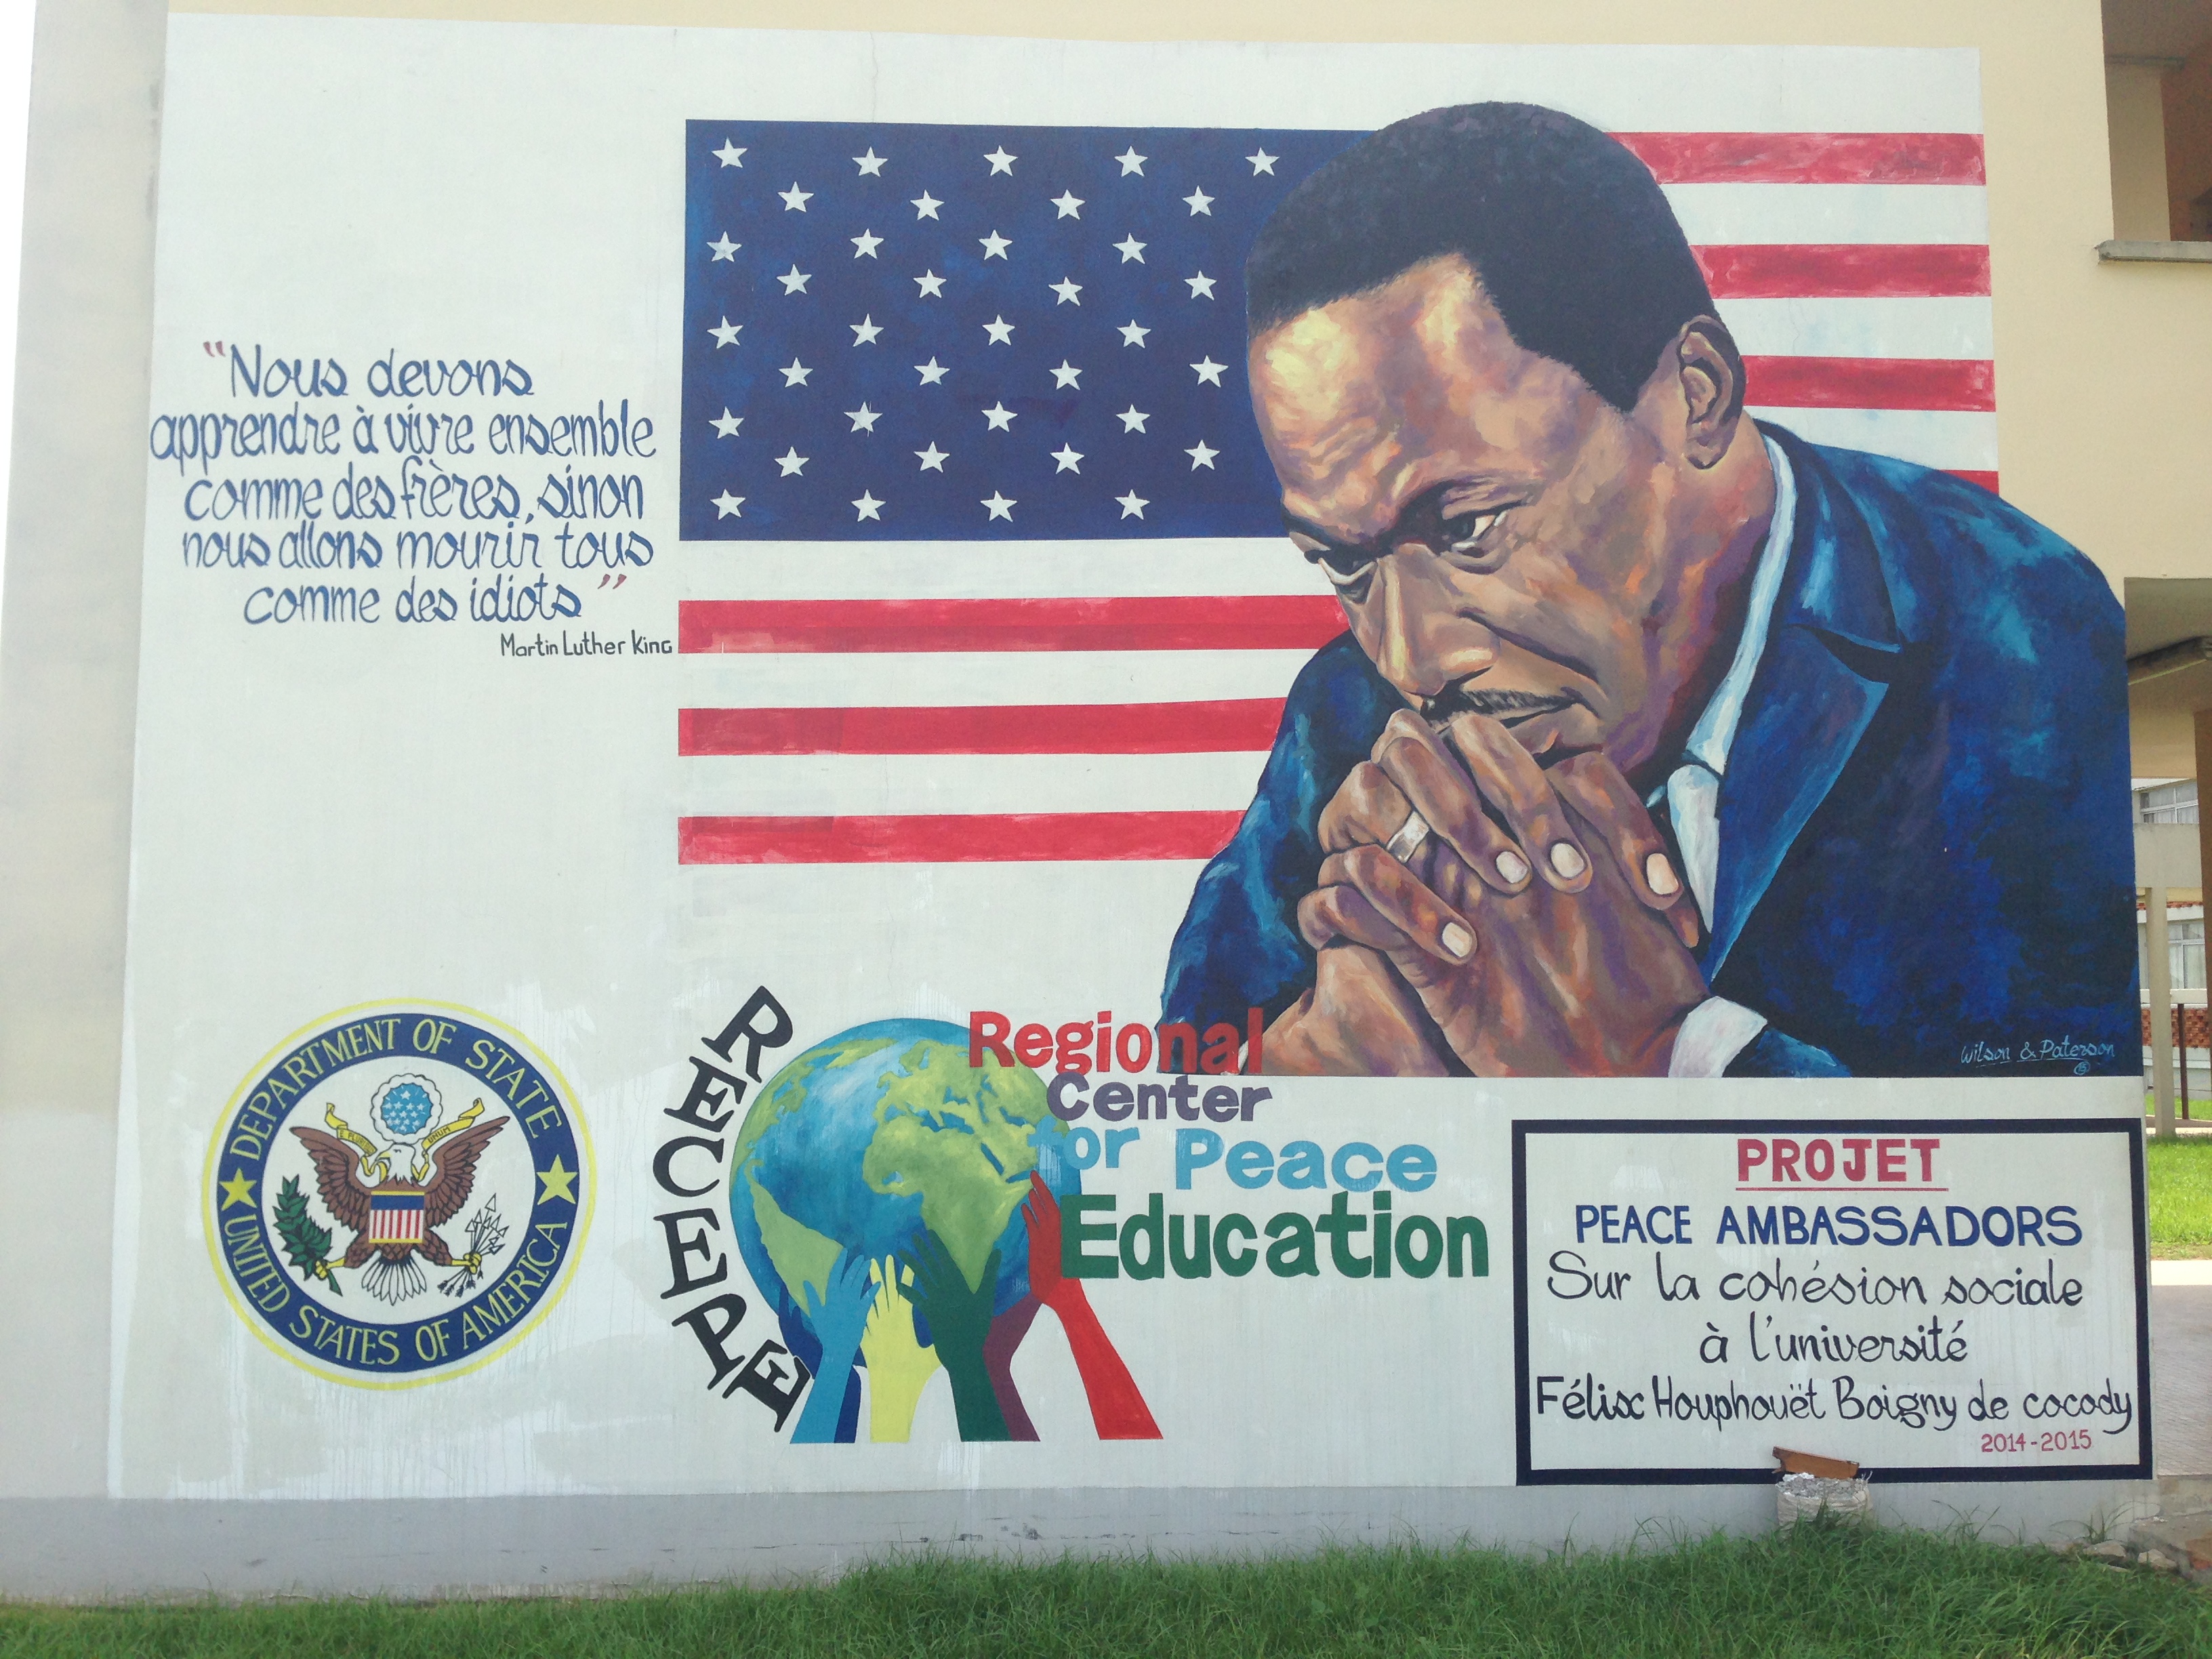 "Nous devons
apprendre à vivre ensemble
comme des frères, sinon
nous allons mourir tous
comme des idiots"
Martin Luther King
DEPARTMENT OF STATE
UNITED STATES OF AMERICA
E PLURIBUS UNUM
RECEPE
Regional
Center
for Peace
Education
Wilson & Paterson
PROJET
PEACE AMBASSADORS
Sur la cohésion sociale
à l'université
Félix Houphouët Boigny de cocody
2014-2015